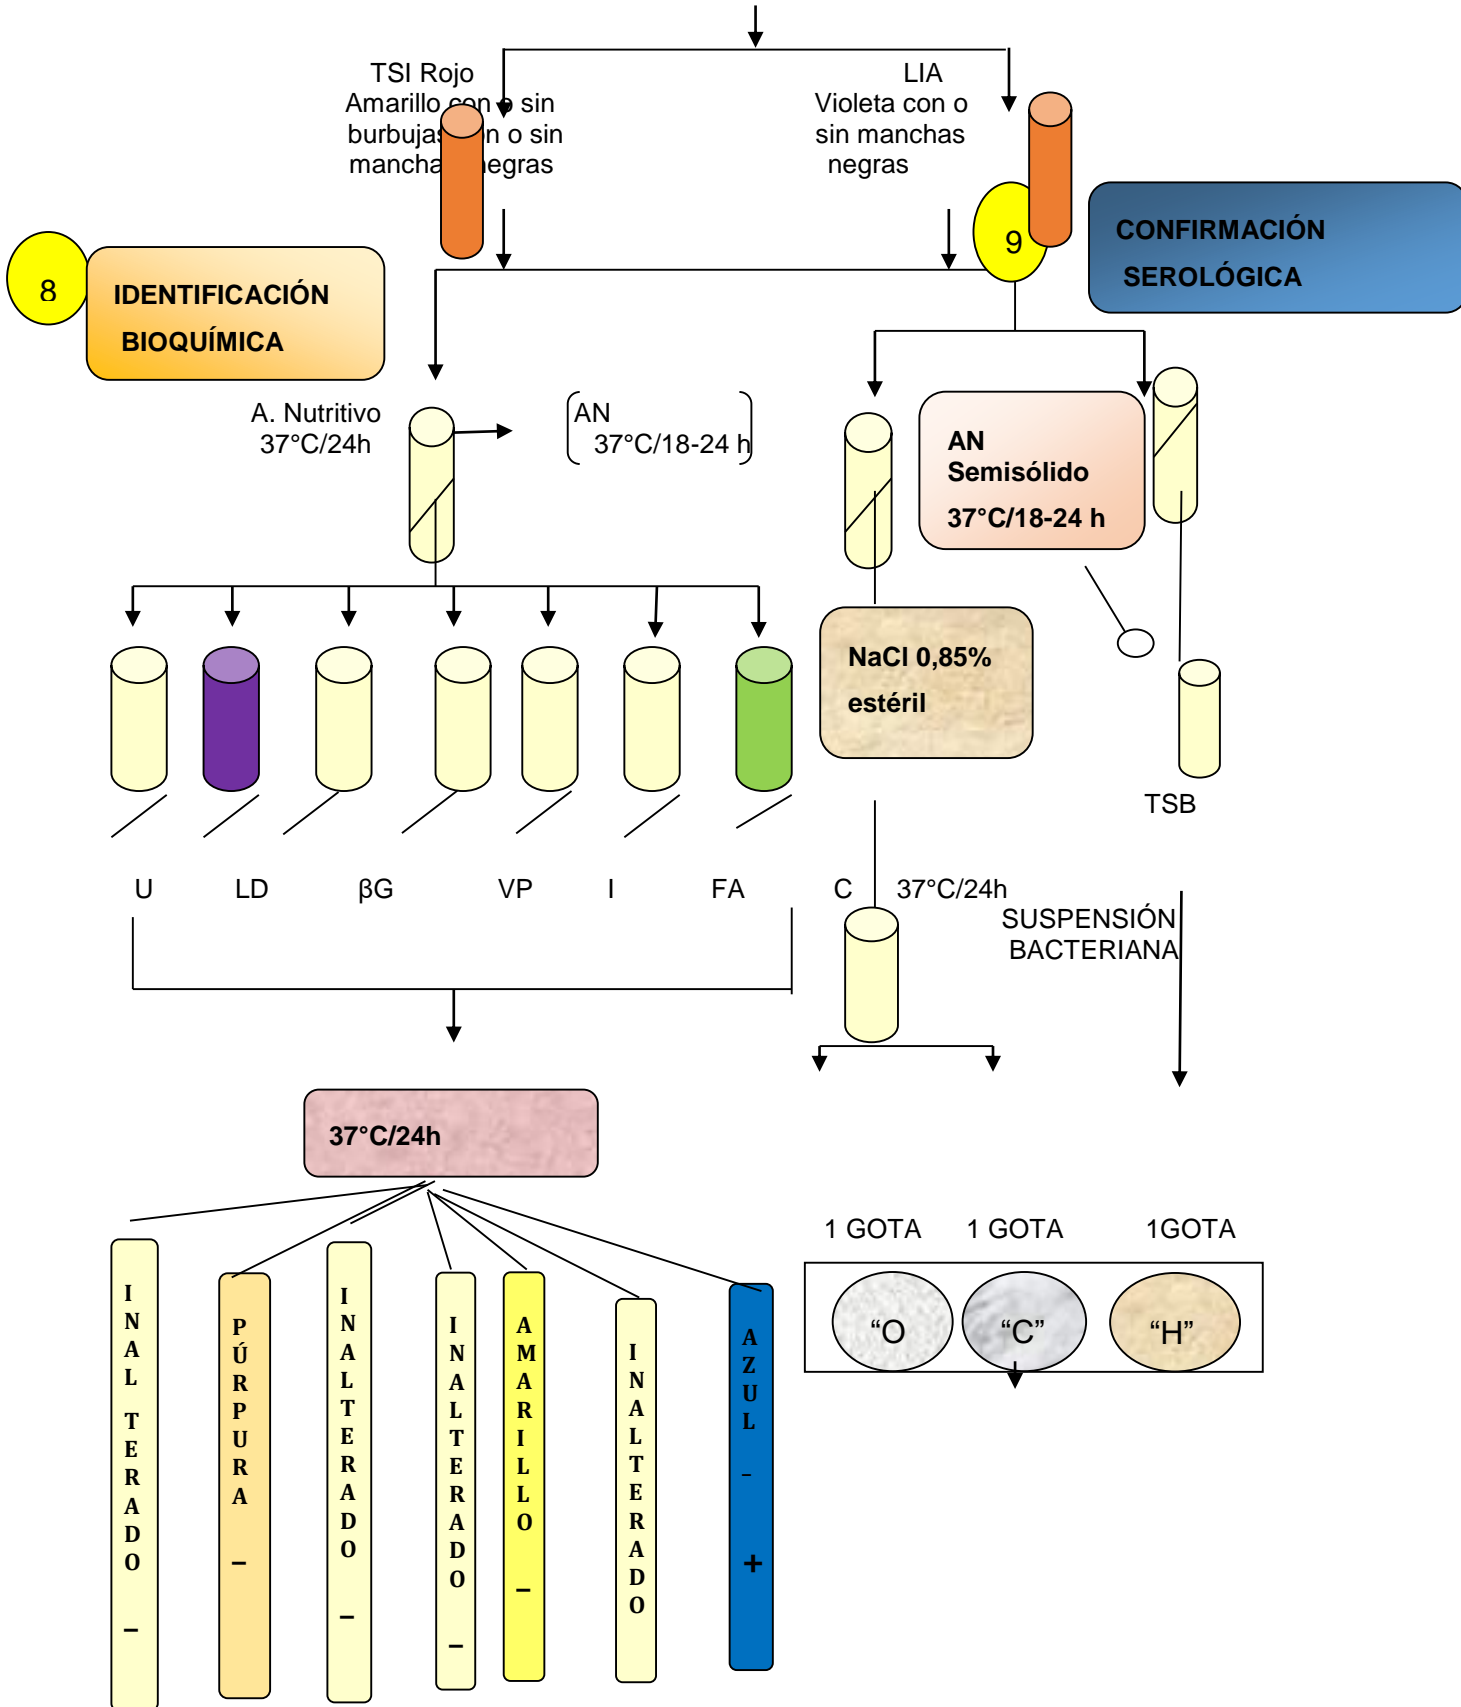 TSI Rojo
Amarillo con o sin
burbujas con o sin
manchas negras
LIA
Violeta con o
sin manchas
negras
8
IDENTIFICACIÓN
BIOQUÍMICA
9
CONFIRMACIÓN
SEROLÓGICA
A. Nutritivo
37°C/24h
AN
37°C/18-24 h
AN
Semisólido
37°C/18-24 h
NaCl 0,85%
estéril
TSB
U LD βG VP I FA C 37°C/24h
SUSPENSIÓN
BACTERIANA
37°C/24h
1 GOTA 1 GOTA 1GOTA
“O “C” “H”
INAL TERADO –
PÚRPURA –
INALTERADO –
INALTERADO –
AMARILLO –
INALTERADO
AZUL - +